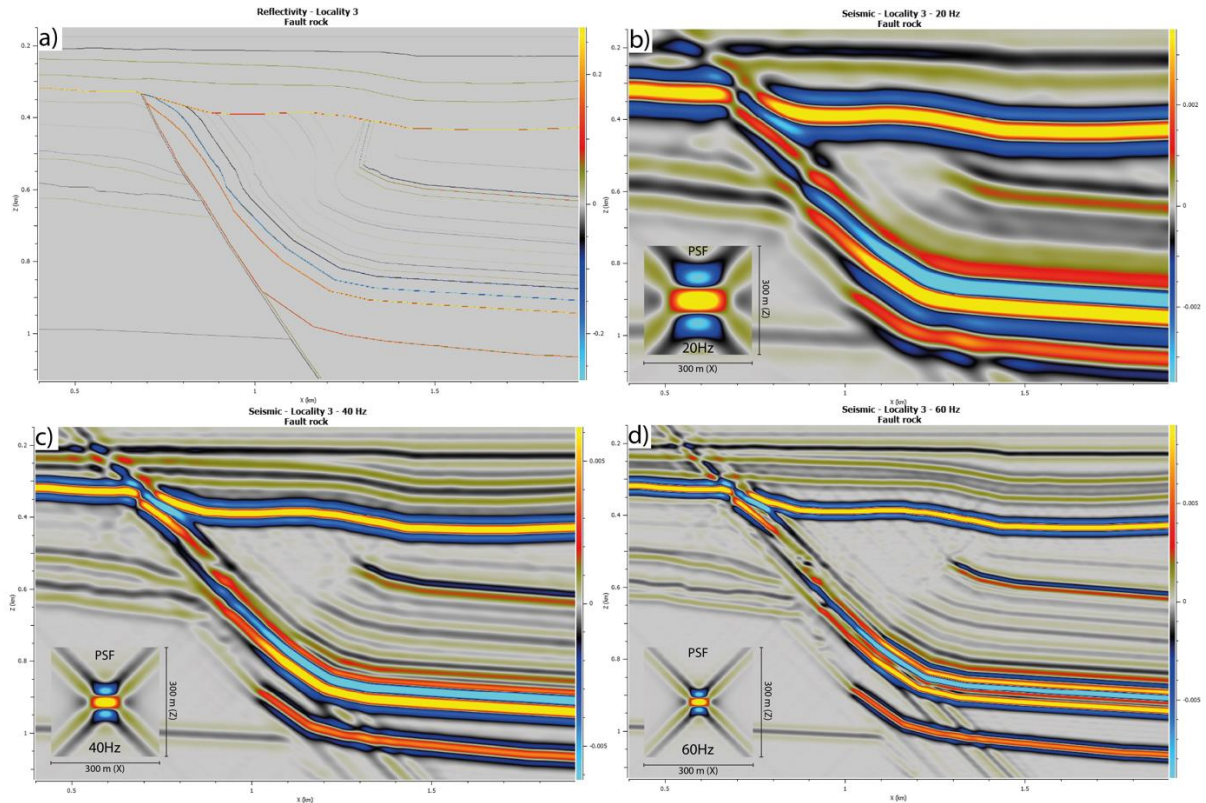 Reflectivity - Locality 3
Fault rock
a)
0.2
0.4
0.6
0.8
1
Z (km)
0.5
1
1.5
X (km)
0.2
0
-0.2
Seismic - Locality 3 - 20 Hz
Fault rock
b)
0.2
0.4
0.6
0.8
1
Z (km)
0.5
1
1.5
X (km)
0.002
0
-0.002
PSF
20Hz
300 m (Z)
300 m (X)
Seismic - Locality 3 - 40 Hz
Fault rock
c)
0.2
0.4
0.6
0.8
1
Z (km)
0.5
1
1.5
X (km)
0.005
0
-0.005
PSF
40Hz
300 m (Z)
300 m (X)
Seismic - Locality 3 - 60 Hz
Fault rock
d)
0.2
0.4
0.6
0.8
1
Z (km)
0.5
1
1.5
X (km)
0.005
0
-0.005
PSF
60Hz
300 m (Z)
300 m (X)